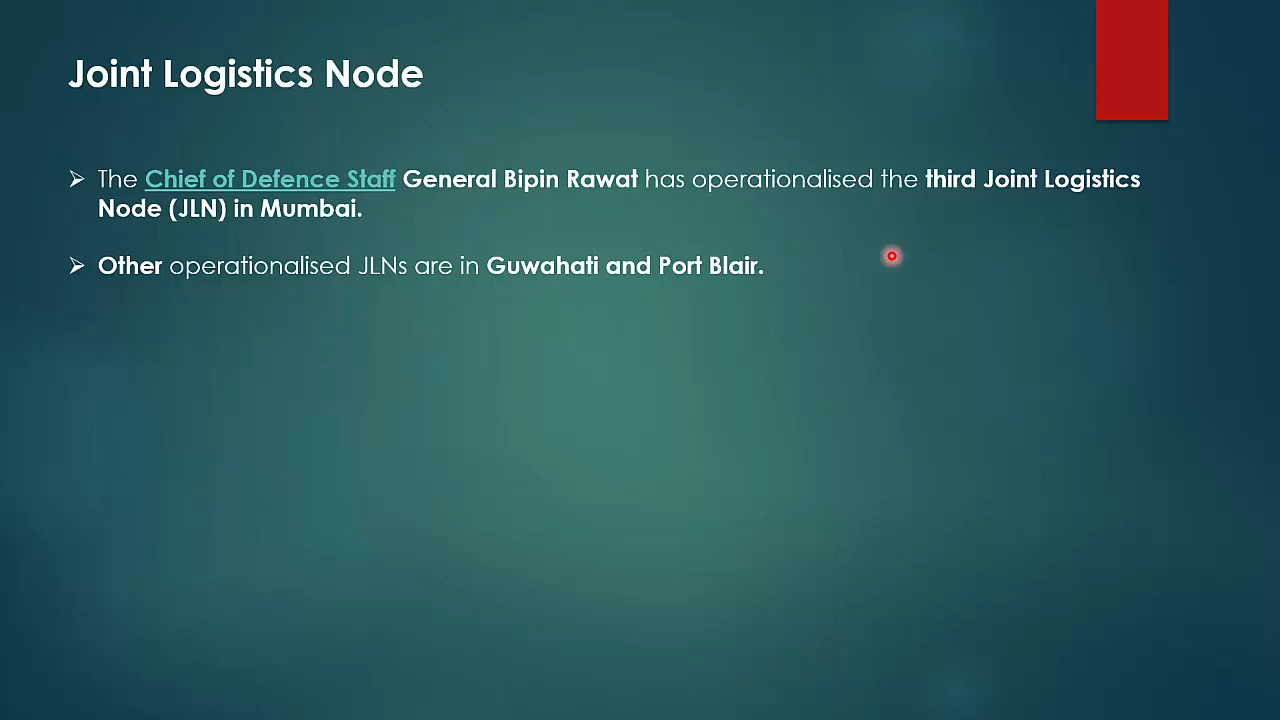 Joint Logistics Node
The Chief of Defence Staff General Bipin Rawat has operationalised the third Joint Logistics
Node (JLN) in Mumbai.
Other operationalised JLNs are in Guwahati and Port Blair.